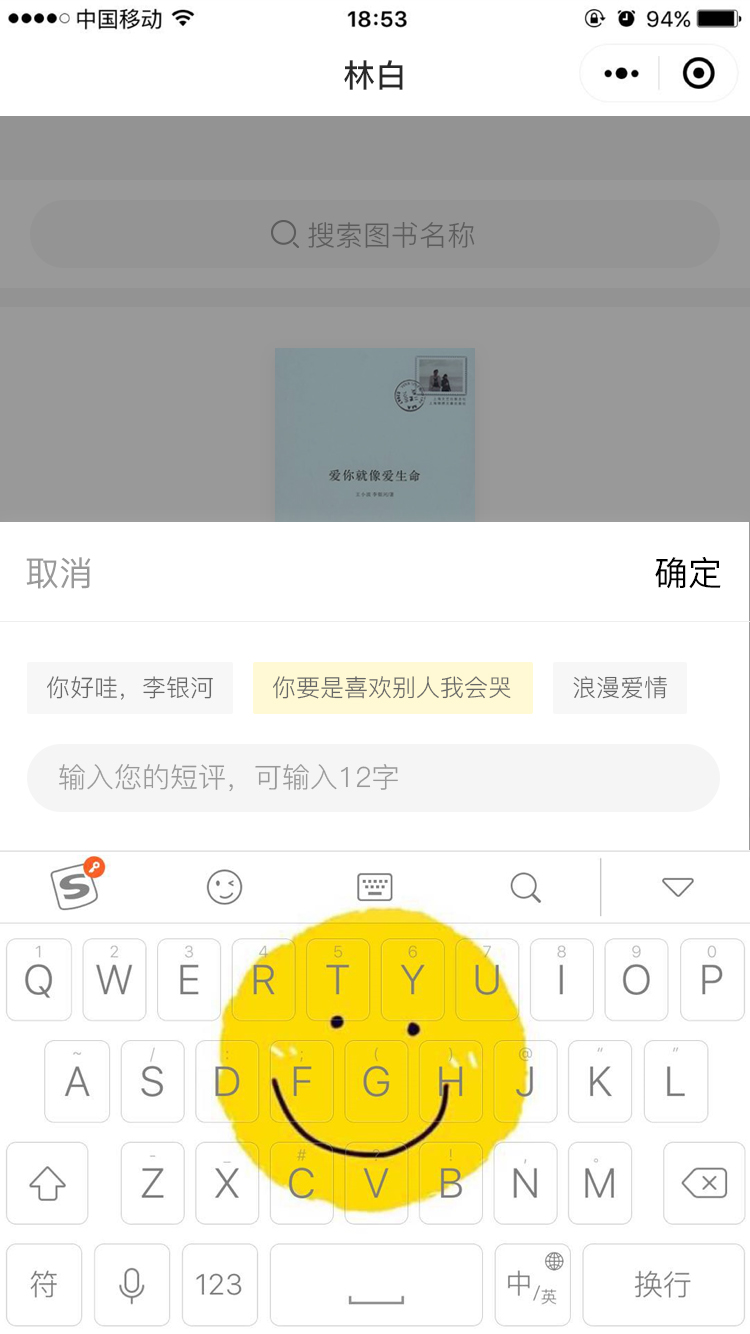 中国移动 18:53 94%
林白
搜索图书名称
爱你就像爱生命
取消 确定
你好哇，李银河 你要是喜欢别人我会哭 浪漫爱情
输入您的短评，可输入12字
S
1 2 3 4 5 6 7 8 9 0
Q W E R T Y U I O P
~ / : ; ( ) @ " "
A S D F G H J K L
- _ # ? ! , °
Z X C V B N M
符 123 中/英 换行